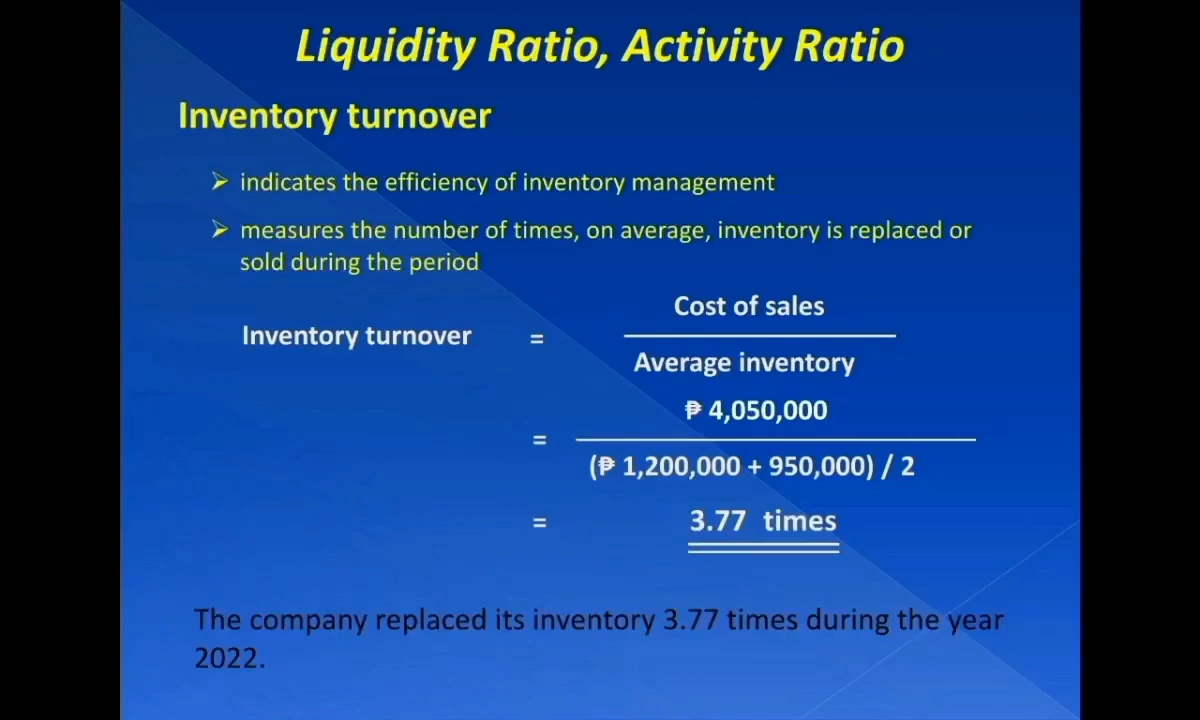 Liquidity Ratio, Activity Ratio
Inventory turnover
➢ indicates the efficiency of inventory management
➢ measures the number of times, on average, inventory is replaced or
sold during the period
Cost of sales
Inventory turnover =
Average inventory
₱ 4,050,000
=
(₱ 1,200,000 + 950,000) / 2
= 3.77 times
The company replaced its inventory 3.77 times during the year
2022.